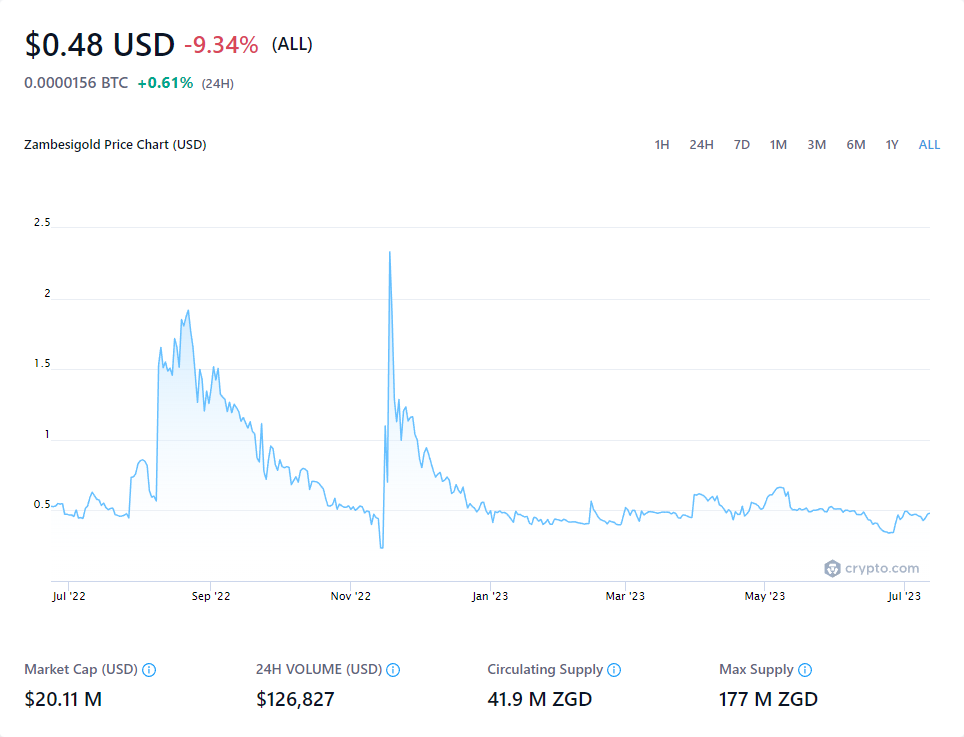 $0.48 USD -9.34% (ALL)
0.0000156 BTC +0.61% (24H)
Zambesigold Price Chart (USD) 1H 24H 7D 1M 3M 6M 1Y ALL
2.5
2
1.5
1
0.5
crypto.com
Jul '22 Sep '22 Nov '22 Jan '23 Mar '23 May '23 Jul '23
Market Cap (USD) 24H VOLUME (USD) Circulating Supply Max Supply
$20.11 M $126,827 41.9 M ZGD 177 M ZGD